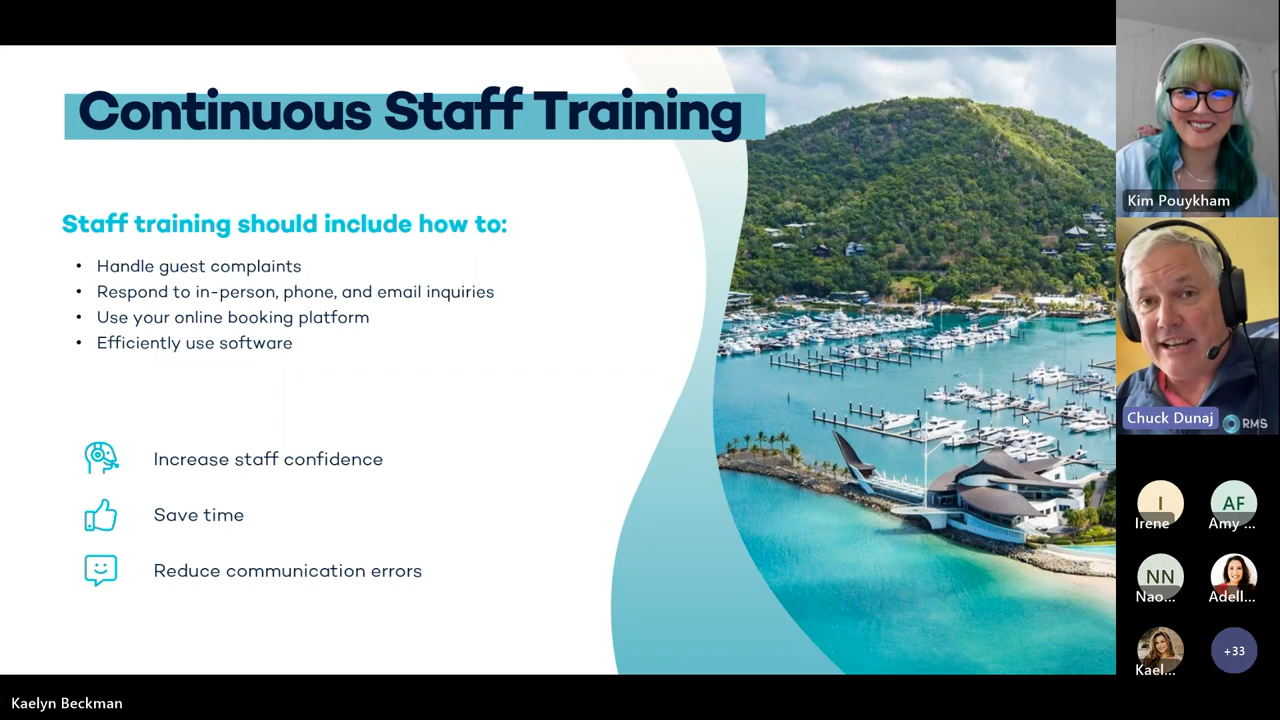 Continuous Staff Training
Staff training should include how to:
• Handle guest complaints
• Respond to in-person, phone, and email inquiries
• Use your online booking platform
• Efficiently use software
Increase staff confidence
Save time
Reduce communication errors
Kim Pouykham
Chuck Dunaj
RMS
I
AF
Irene
Amy ...
NN
Nao...
Adell...
Kael...
+33
Kaelyn Beckman